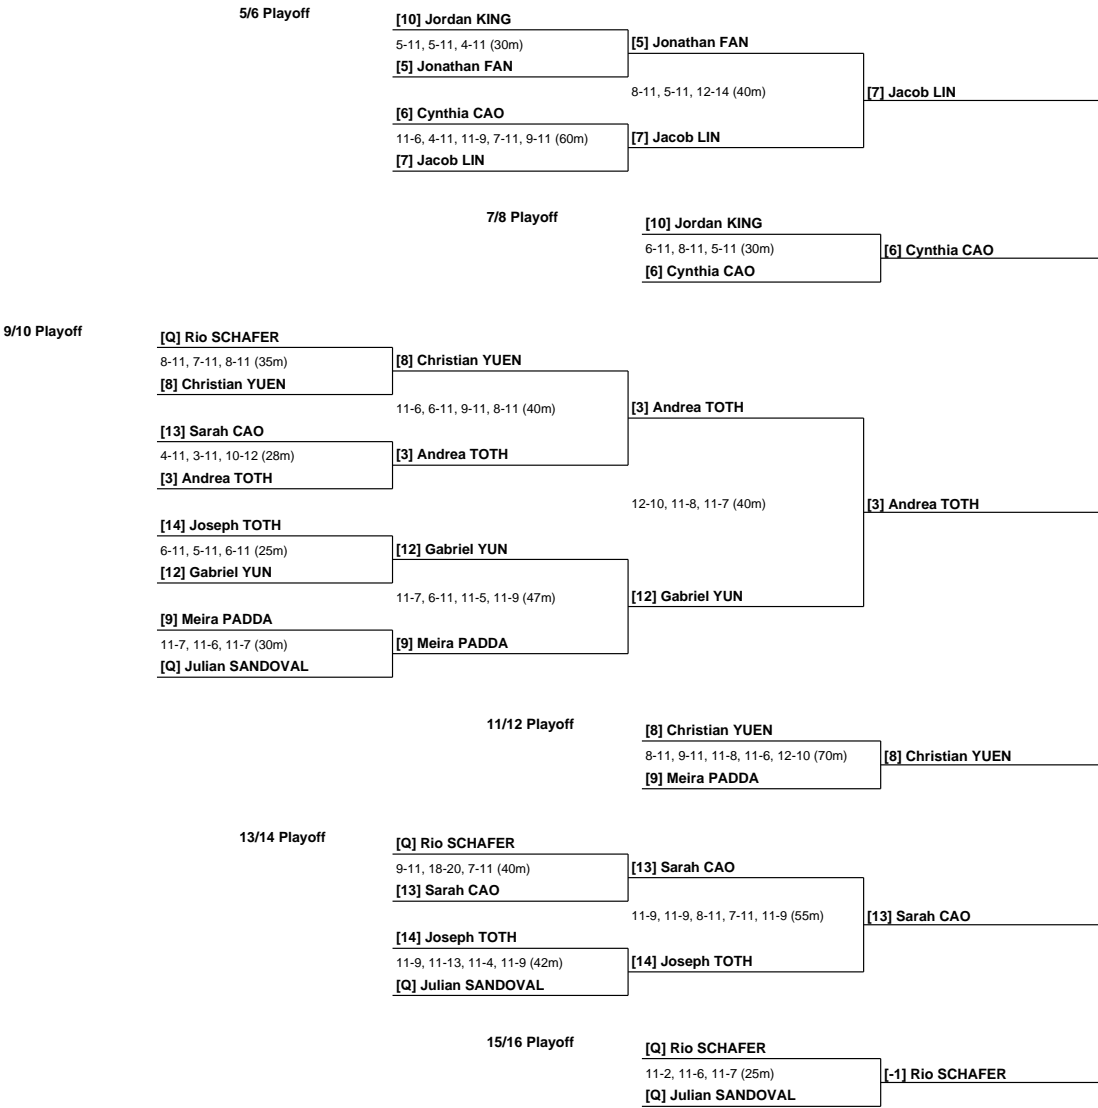 5/6 Playoff
[10] Jordan KING
5-11, 5-11, 4-11 (30m)
[5] Jonathan FAN
[5] Jonathan FAN
8-11, 5-11, 12-14 (40m)
[7] Jacob LIN
[6] Cynthia CAO
11-6, 4-11, 11-9, 7-11, 9-11 (60m)
[7] Jacob LIN
[7] Jacob LIN
7/8 Playoff
[10] Jordan KING
6-11, 8-11, 5-11 (30m)
[6] Cynthia CAO
[6] Cynthia CAO
9/10 Playoff
[Q] Rio SCHAFER
8-11, 7-11, 8-11 (35m)
[8] Christian YUEN
[8] Christian YUEN
11-6, 6-11, 9-11, 8-11 (40m)
[3] Andrea TOTH
[13] Sarah CAO
4-11, 3-11, 10-12 (28m)
[3] Andrea TOTH
[3] Andrea TOTH
12-10, 11-8, 11-7 (40m)
[3] Andrea TOTH
[14] Joseph TOTH
6-11, 5-11, 6-11 (25m)
[12] Gabriel YUN
[12] Gabriel YUN
11-7, 6-11, 11-5, 11-9 (47m)
[12] Gabriel YUN
[9] Meira PADDA
11-7, 11-6, 11-7 (30m)
[9] Meira PADDA
[Q] Julian SANDOVAL
11/12 Playoff
[8] Christian YUEN
8-11, 9-11, 11-8, 11-6, 12-10 (70m)
[8] Christian YUEN
[9] Meira PADDA
13/14 Playoff
[Q] Rio SCHAFER
9-11, 18-20, 7-11 (40m)
[13] Sarah CAO
[13] Sarah CAO
11-9, 11-9, 8-11, 7-11, 11-9 (55m)
[13] Sarah CAO
[14] Joseph TOTH
11-9, 11-13, 11-4, 11-9 (42m)
[14] Joseph TOTH
[Q] Julian SANDOVAL
15/16 Playoff
[Q] Rio SCHAFER
11-2, 11-6, 11-7 (25m)
[-1] Rio SCHAFER
[Q] Julian SANDOVAL